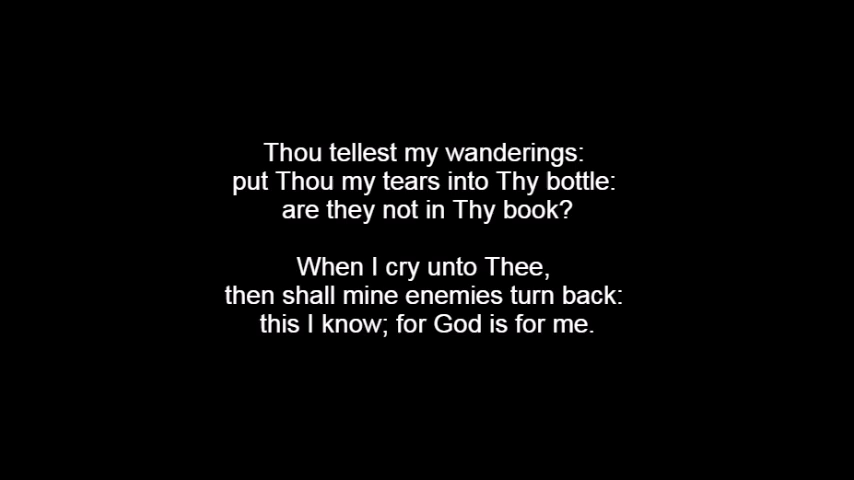 Thou tellest my wanderings:
put Thou my tears into Thy bottle:
are they not in Thy book?
When I cry unto Thee,
then shall mine enemies turn back:
this I know; for God is for me.